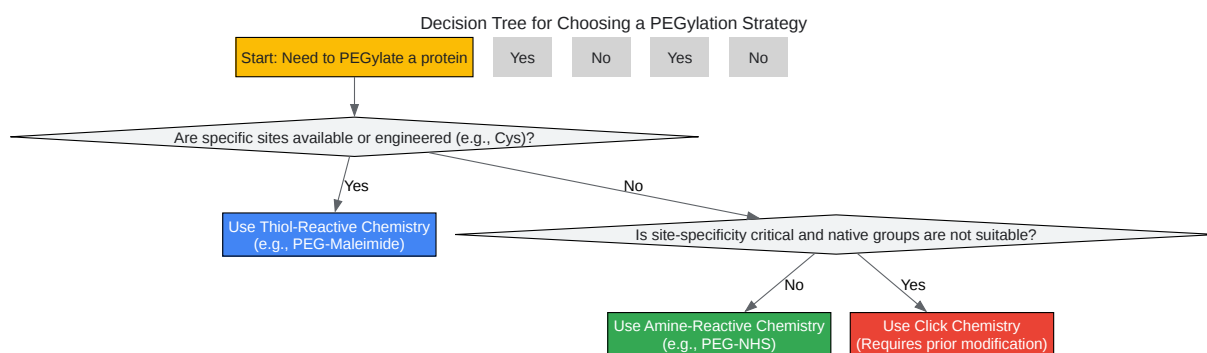 Decision Tree for Choosing a PEGylation Strategy
Start: Need to PEGylate a protein
Yes
No
Yes
No
Are specific sites available or engineered (e.g., Cys)?
Yes
No
Use Thiol-Reactive Chemistry
(e.g., PEG-Maleimide)
Is site-specificity critical and native groups are not suitable?
No
Yes
Use Amine-Reactive Chemistry
(e.g., PEG-NHS)
Use Click Chemistry
(Requires prior modification)